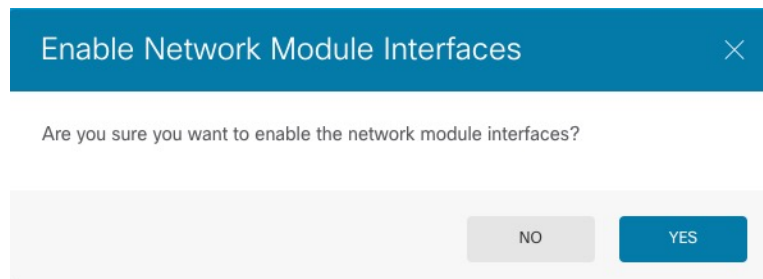 Enable Network Module Interfaces
Are you sure you want to enable the network module interfaces?
NO
YES